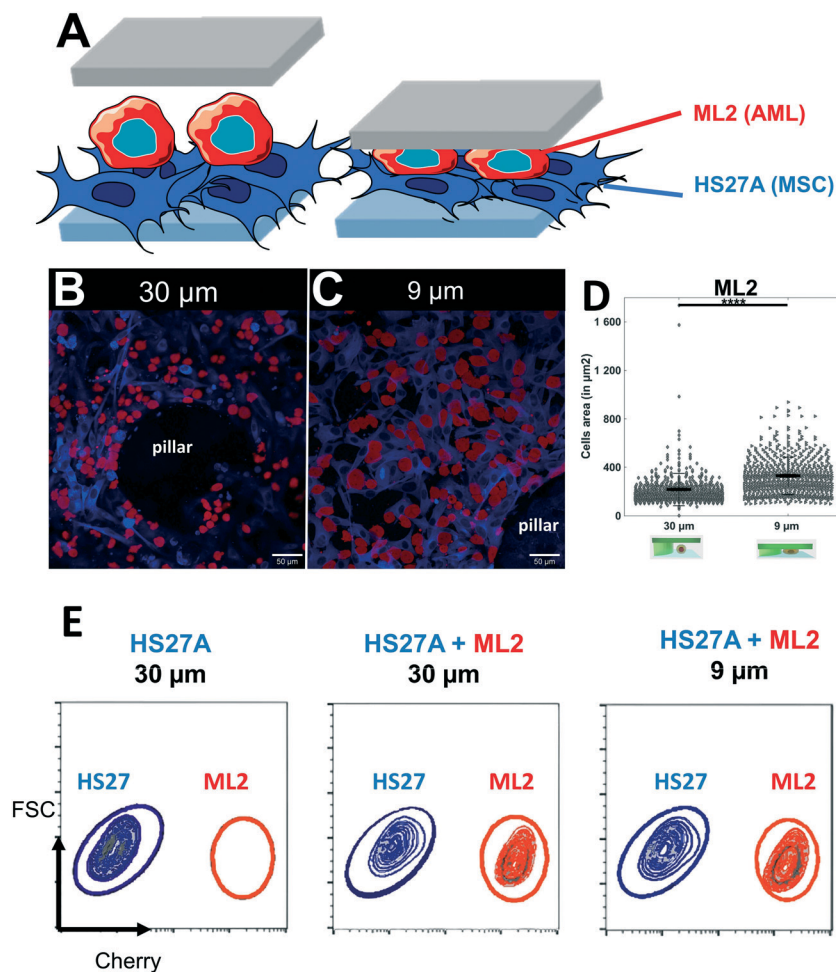 A
ML2 (AML)
HS27A (MSC)
B
30 µm
C
9 µm
pillar
pillar
50 µm
50 µm
D
ML2
****
Cells area (in µm2)
1 600
1 200
800
400
0
30 µm
9 µm
E
HS27A
30 µm
HS27A + ML2
30 µm
HS27A + ML2
9 µm
HS27
ML2
HS27
ML2
HS27
ML2
FSC
Cherry